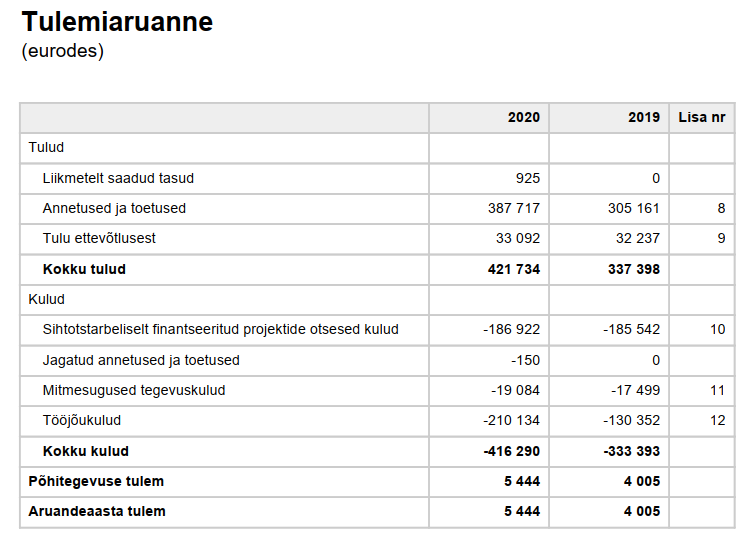 Tulemiaruanne
(eurodes)
2020 2019 Lisa nr
Tulud
Liikmetelt saadud tasud 925 0
Annetused ja toetused 387 717 305 161 8
Tulu ettevõtlusest 33 092 32 237 9
Kokku tulud 421 734 337 398
Kulud
Sihtotstarbeliselt finantseeritud projektide otsesed kulud -186 922 -185 542 10
Jagatud annetused ja toetused -150 0
Mitmesugused tegevuskulud -19 084 -17 499 11
Tööjõukulud -210 134 -130 352 12
Kokku kulud -416 290 -333 393
Põhitegevuse tulem 5 444 4 005
Aruandeaasta tulem 5 444 4 005